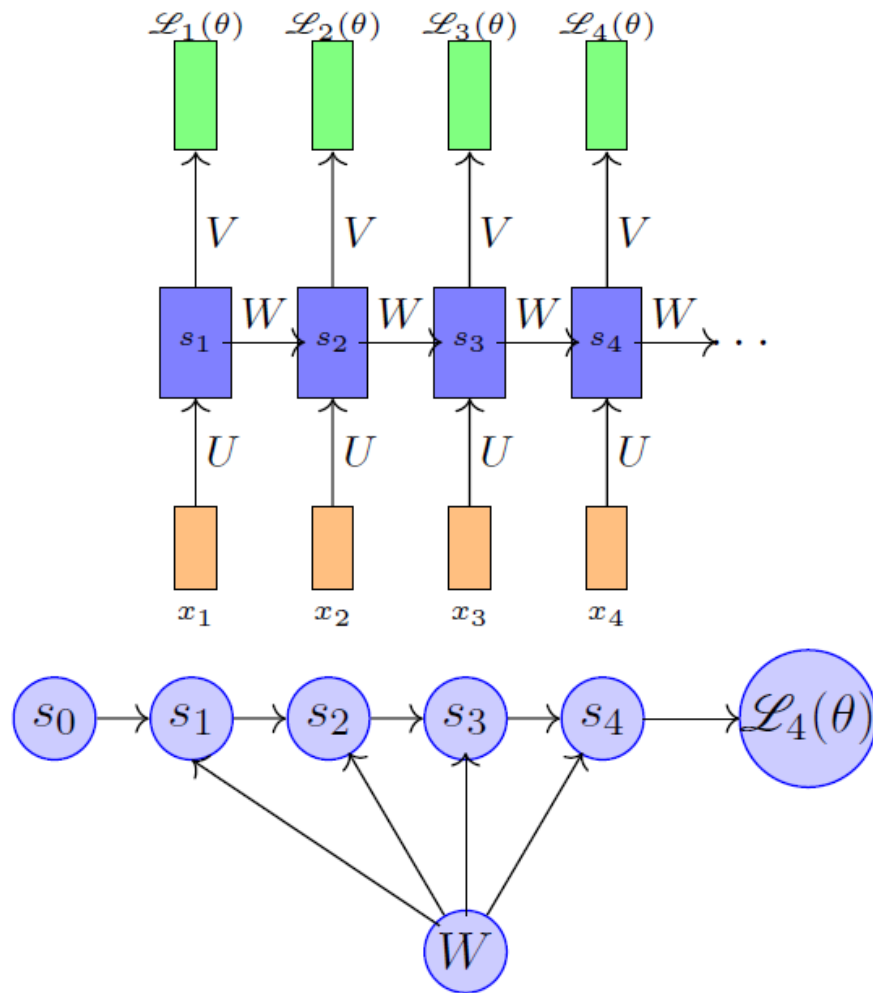 ℒ₁(θ) ℒ₂(θ) ℒ₃(θ) ℒ₄(θ)
V V V V
W W W W
s₁ s₂ s₃ s₄ ...
U U U U
x₁ x₂ x₃ x₄
s₀ s₁ s₂ s₃ s₄ ℒ₄(θ)
W